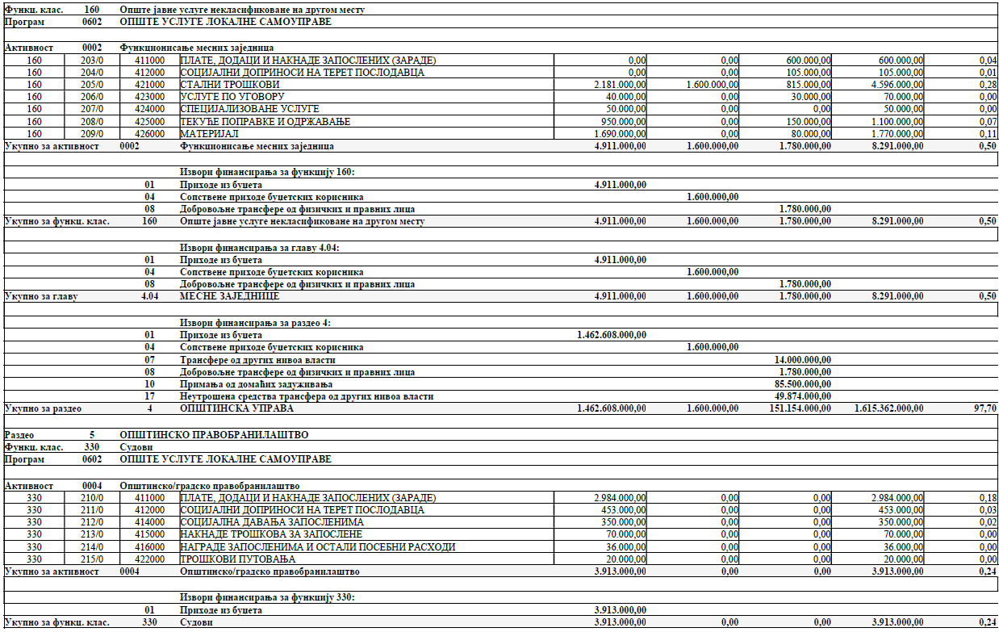 Функц. клас. 160 Опште јавне услуге некласификоване на другом месту
Програм 0602 ОПШТЕ УСЛУГЕ ЛОКАЛНЕ САМОУПРАВЕ
Активност 0002 Функционисање месних заједница
160 203/0 411000 ПЛАТЕ, ДОДАЦИ И НАКНАДЕ ЗАПОСЛЕНИХ (ЗАРАДЕ) 0,00 0,00 600.000,00 600.000,00 0,04
160 204/0 412000 СОЦИЈАЛНИ ДОПРИНОСИ НА ТЕРЕТ ПОСЛОДАВЦА 0,00 0,00 105.000,00 105.000,00 0,01
160 205/0 421000 СТАЛНИ ТРОШКОВИ 2.181.000,00 1.600.000,00 815.000,00 4.596.000,00 0,28
160 206/0 423000 УСЛУГЕ ПО УГОВОРУ 40.000,00 0,00 30.000,00 70.000,00 0,00
160 207/0 424000 СПЕЦИЈАЛИЗОВАНЕ УСЛУГЕ 50.000,00 0,00 0,00 50.000,00 0,00
160 208/0 425000 ТЕКУЋЕ ПОПРАВКЕ И ОДРЖАВАЊЕ 950.000,00 0,00 150.000,00 1.100.000,00 0,07
160 209/0 426000 МАТЕРИЈАЛ 1.690.000,00 0,00 80.000,00 1.770.000,00 0,11
Укупно за активност 0002 Функционисање месних заједница 4.911.000,00 1.600.000,00 1.780.000,00 8.291.000,00 0,50
Извори финансирања за функцију 160:
01 Приходе из буџета 4.911.000,00
04 Сопствене приходе буџетских корисника 1.600.000,00
08 Добровољне трансфере од физичких и правних лица 1.780.000,00
Укупно за функц. клас. 160 Опште јавне услуге некласификоване на другом месту 4.911.000,00 1.600.000,00 1.780.000,00 8.291.000,00 0,50
Извори финансирања за главу 4.04:
01 Приходе из буџета 4.911.000,00
04 Сопствене приходе буџетских корисника 1.600.000,00
08 Добровољне трансфере од физичких и правних лица 1.780.000,00
Укупно за главу 4.04 МЕСНЕ ЗАЈЕДНИЦЕ 4.911.000,00 1.600.000,00 1.780.000,00 8.291.000,00 0,50
Извори финансирања за раздео 4:
01 Приходе из буџета 1.462.608.000,00
04 Сопствене приходе буџетских корисника 1.600.000,00
07 Трансфере од других нивоа власти 14.000.000,00
08 Добровољне трансфере од физичких и правних лица 1.780.000,00
10 Примања од домаћих задуживања 85.500.000,00
17 Неутрошена средства трансфера од других нивоа власти 49.874.000,00
Укупно за раздео 4 ОПШТИНСКА УПРАВА 1.462.608.000,00 1.600.000,00 151.154.000,00 1.615.362.000,00 97,70
Раздео 5 ОПШТИНСКО ПРАВОБРАНИЛАШТВО
Функц. клас. 330 Судови
Програм 0602 ОПШТЕ УСЛУГЕ ЛОКАЛНЕ САМОУПРАВЕ
Активност 0004 Општинско/градско правобранилаштво
330 210/0 411000 ПЛАТЕ, ДОДАЦИ И НАКНАДЕ ЗАПОСЛЕНИХ (ЗАРАДЕ) 2.984.000,00 0,00 0,00 2.984.000,00 0,18
330 211/0 412000 СОЦИЈАЛНИ ДОПРИНОСИ НА ТЕРЕТ ПОСЛОДАВЦА 453.000,00 0,00 0,00 453.000,00 0,03
330 212/0 414000 СОЦИЈАЛНА ДАВАЊА ЗАПОСЛЕНИМА 350.000,00 0,00 0,00 350.000,00 0,02
330 213/0 415000 НАКНАДЕ ТРОШКОВА ЗА ЗАПОСЛЕНЕ 70.000,00 0,00 0,00 70.000,00 0,00
330 214/0 416000 НАГРАДЕ ЗАПОСЛЕНИМА И ОСТАЛИ ПОСЕБНИ РАСХОДИ 36.000,00 0,00 0,00 36.000,00 0,00
330 215/0 422000 ТРОШКОВИ ПУТОВАЊА 20.000,00 0,00 0,00 20.000,00 0,00
Укупно за активност 0004 Општинско/градско правобранилаштво 3.913.000,00 0,00 0,00 3.913.000,00 0,24
Извори финансирања за функцију 330:
01 Приходе из буџета 3.913.000,00
Укупно за функц. клас. 330 Судови 3.913.000,00 0,00 0,00 3.913.000,00 0,24